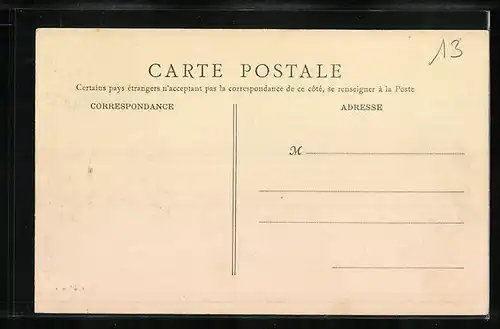 13
CARTE POSTALE
Certains pays étrangers n'acceptant pas la correspondance de ce côté, se renseigner à la Poste
CORRESPONDANCE
ADRESSE
M